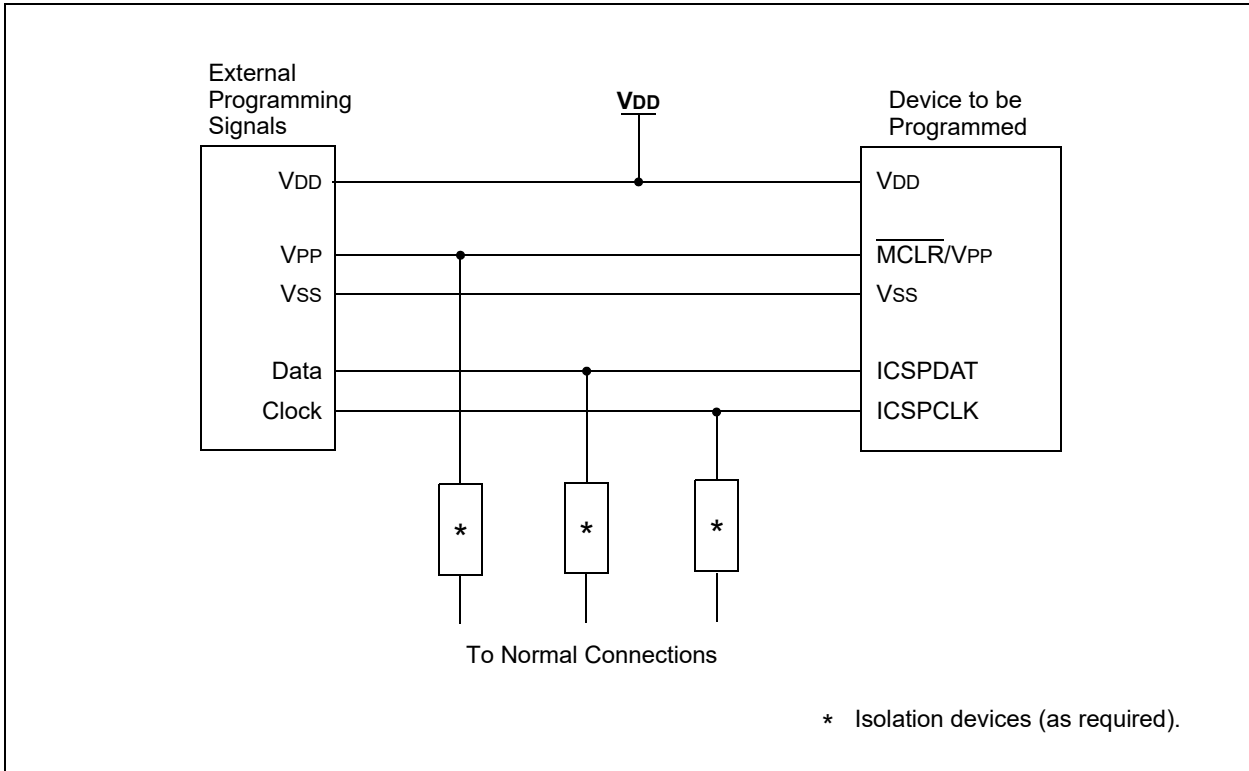 External
Programming
Signals
VDD
Device to be
Programmed
VDD
VDD
VPP
MCLR/VPP
VSS
VSS
Data
ICSPDAT
Clock
ICSPCLK
*
*
*
To Normal Connections
* Isolation devices (as required).